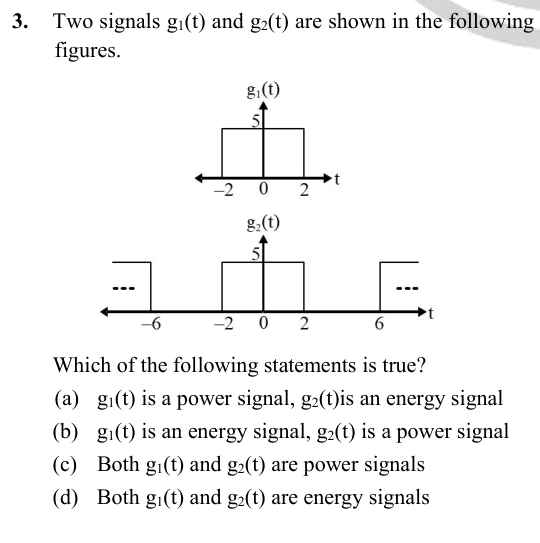 3. Two signals g₁(t) and g₂(t) are shown in the following
figures.
g₁(t)
5
t
–2 0 2
g₂(t)
5
t
–6 –2 0 2 6
Which of the following statements is true?
(a) g₁(t) is a power signal, g₂(t)is an energy signal
(b) g₁(t) is an energy signal, g₂(t) is a power signal
(c) Both g₁(t) and g₂(t) are power signals
(d) Both g₁(t) and g₂(t) are energy signals